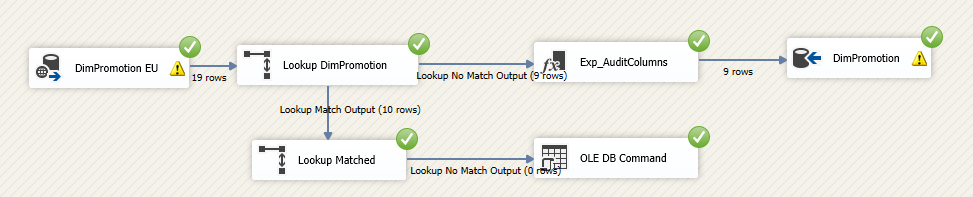 DimPromotion EU
19 rows
Lookup DimPromotion
Lookup No Match Output (9 rows)
Exp_AuditColumns
9 rows
DimPromotion
Lookup Match Output (10 rows)
Lookup Matched
Lookup No Match Output (0 rows)
OLE DB Command